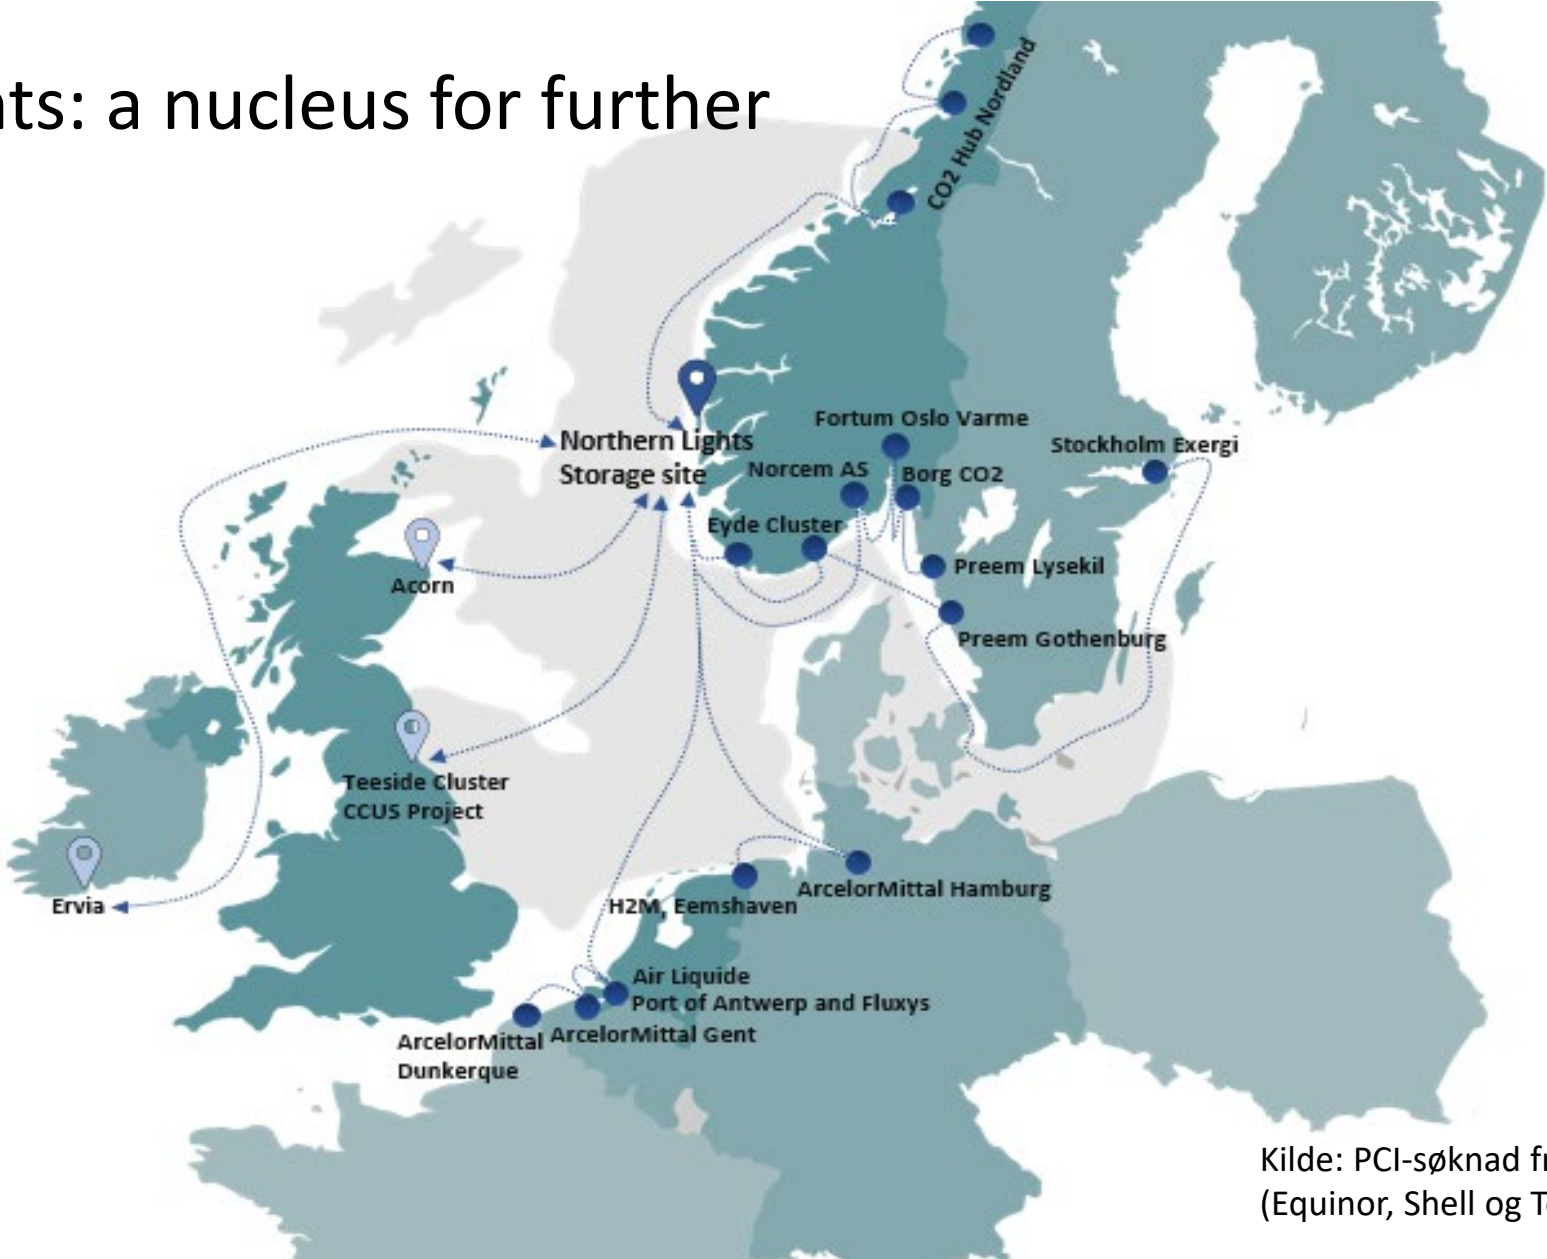 nts: a nucleus for further
CO2 Hub Nordland
Fortum Oslo Varme
Northern Lights
Storage site
Stockholm Exergi
Norcem AS
Borg CO2
Eyde Cluster
Preem Lysekil
Acorn
Preem Gothenburg
Teeside Cluster
CCUS Project
ArcelorMittal Hamburg
Ervia
H2M, Eemshaven
Air Liquide
Port of Antwerp and Fluxys
ArcelorMittal Gent
ArcelorMittal
Dunkerque
Kilde: PCI-søknad
(Equinor, Shell og